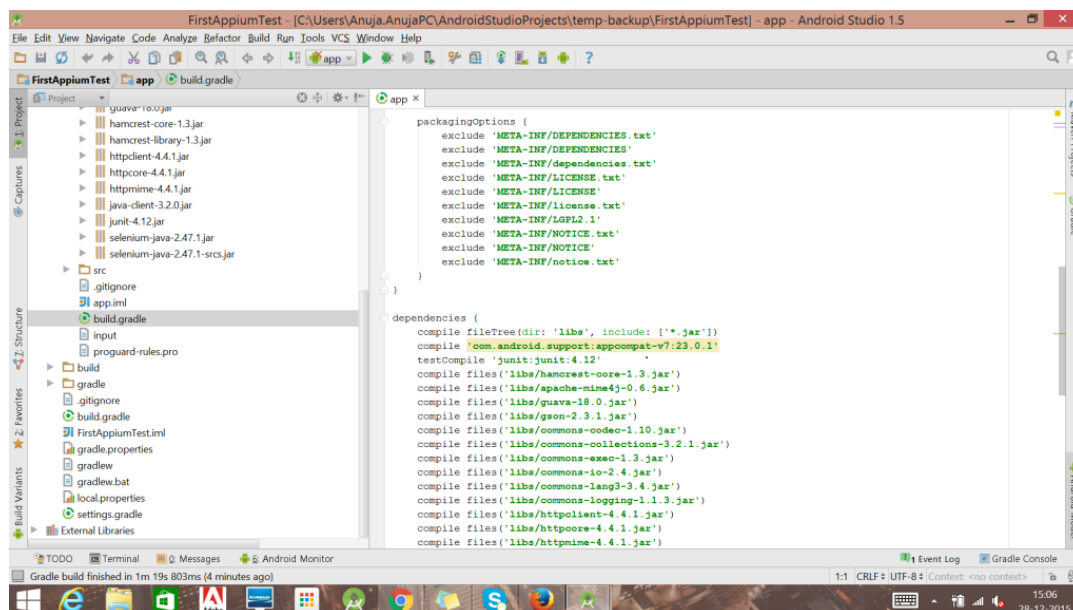 FirstAppiumTest - [C:\Users\Anuja.AnujaPC\AndroidStudioProjects\temp-backup\FirstAppiumTest] - app - Android Studio 1.5
File Edit View Navigate Code Analyze Refactor Build Run Tools VCS Window Help
app
FirstAppiumTest app build.gradle
Project
app
1: Project
Captures
Z: Structure
2: Favorites
Build Variants
guava-18.0.jar
hamcrest-core-1.3.jar
hamcrest-library-1.3.jar
httpclient-4.4.1.jar
httpcore-4.4.1.jar
httpmime-4.4.1.jar
java-client-3.2.0.jar
junit-4.12.jar
selenium-java-2.47.1.jar
selenium-java-2.47.1-srcs.jar
src
.gitignore
app.iml
build.gradle
input
proguard-rules.pro
build
gradle
.gitignore
build.gradle
FirstAppiumTest.iml
gradle.properties
gradlew
gradlew.bat
local.properties
settings.gradle
External Libraries
packagingOptions {
exclude 'META-INF/DEPENDENCIES.txt'
exclude 'META-INF/DEPENDENCIES'
exclude 'META-INF/dependencies.txt'
exclude 'META-INF/LICENSE.txt'
exclude 'META-INF/LICENSE'
exclude 'META-INF/license.txt'
exclude 'META-INF/LGPL2.1'
exclude 'META-INF/NOTICE.txt'
exclude 'META-INF/NOTICE'
exclude 'META-INF/notice.txt'
}
}
dependencies {
compile fileTree(dir: 'libs', include: ['*.jar'])
compile 'com.android.support:appcompat-v7:23.0.1'
testCompile 'junit:junit:4.12'
compile files('libs/hamcrest-core-1.3.jar')
compile files('libs/apache-mime4j-0.6.jar')
compile files('libs/guava-18.0.jar')
compile files('libs/gson-2.3.1.jar')
compile files('libs/commons-codec-1.10.jar')
compile files('libs/commons-collections-3.2.1.jar')
compile files('libs/commons-exec-1.3.jar')
compile files('libs/commons-io-2.4.jar')
compile files('libs/commons-lang3-3.4.jar')
compile files('libs/commons-logging-1.1.3.jar')
compile files('libs/httpclient-4.4.1.jar')
compile files('libs/httpcore-4.4.1.jar')
compile files('libs/httpmime-4.4.1.jar')
TODO Terminal 0: Messages 6: Android Monitor 1 Event Log Gradle Console
Gradle build finished in 1m 19s 803ms (4 minutes ago) 1:1 CRLF UTF-8 Context: <no context>
15:06
28-12-2015